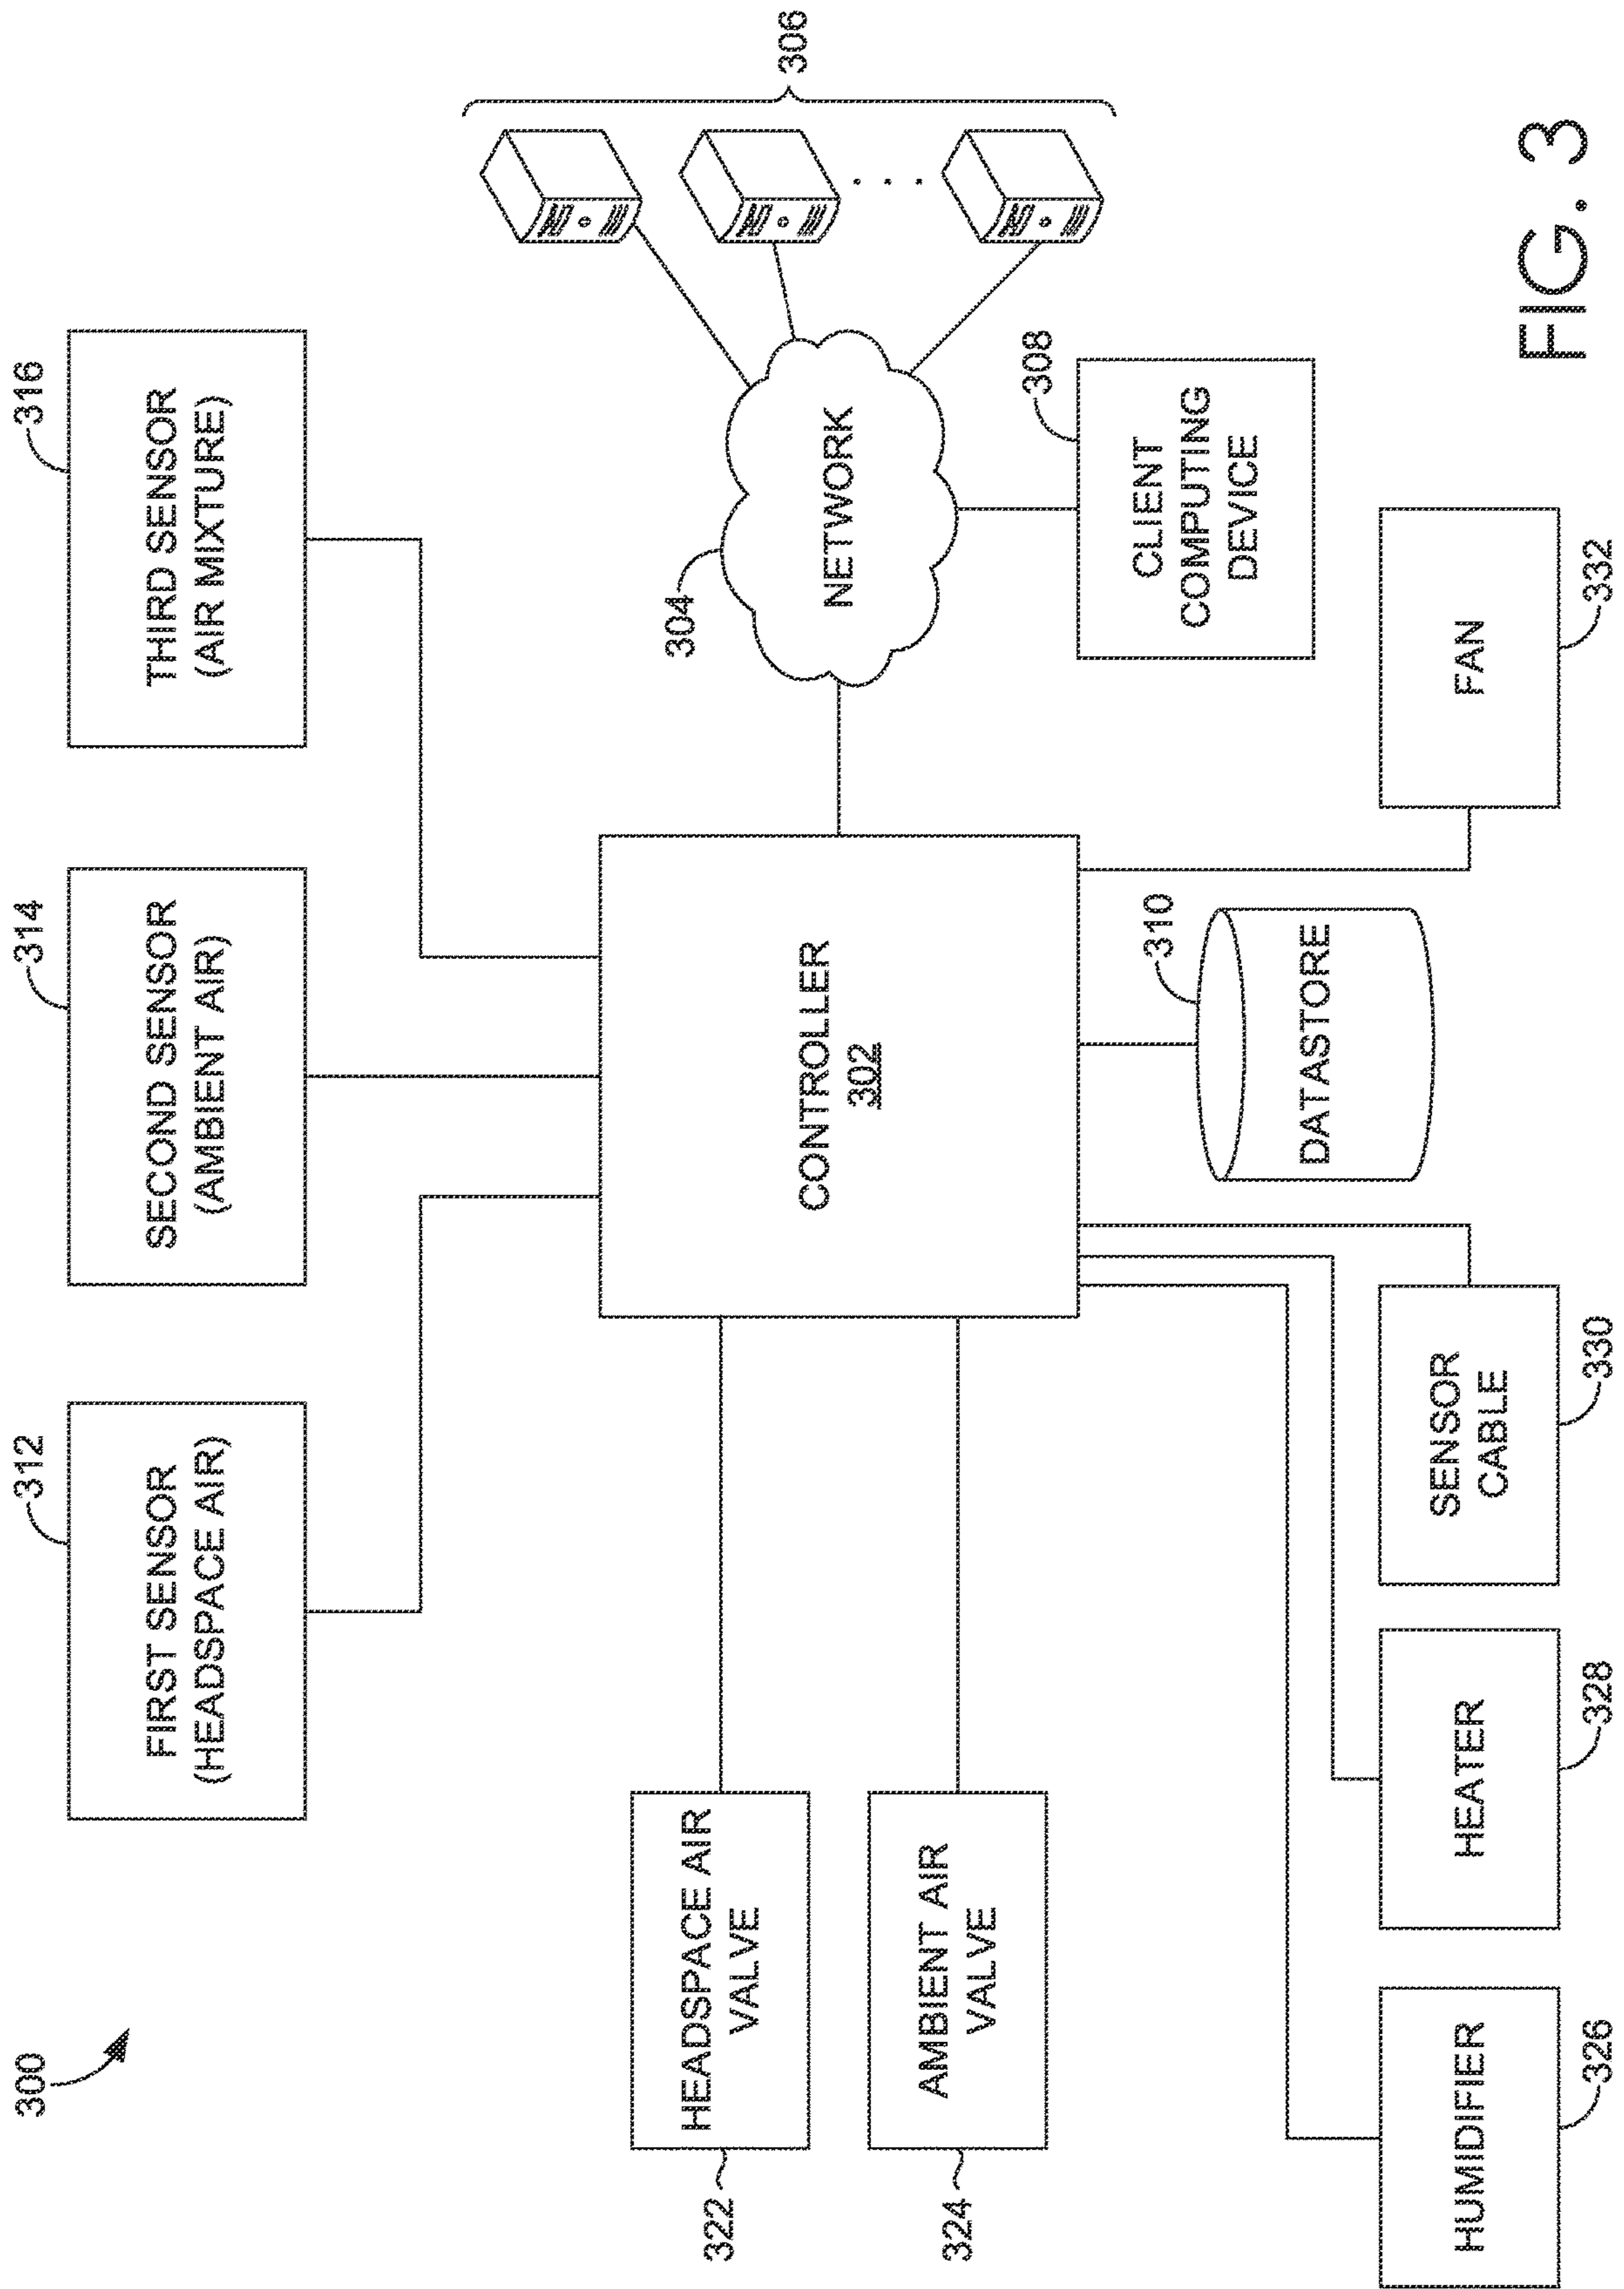 300
312
FIRST SENSOR
(HEADSPACE AIR)
314
SECOND SENSOR
(AMBIENT AIR)
316
THIRD SENSOR
(AIR MIXTURE)
322
HEADSPACE AIR
VALVE
324
AMBIENT AIR
VALVE
CONTROLLER
302
304
NETWORK
306
308
CLIENT
COMPUTING
DEVICE
310
DATASTORE
HUMIDIFIER
326
HEATER
328
SENSOR
CABLE
330
FAN
332
FIG. 3